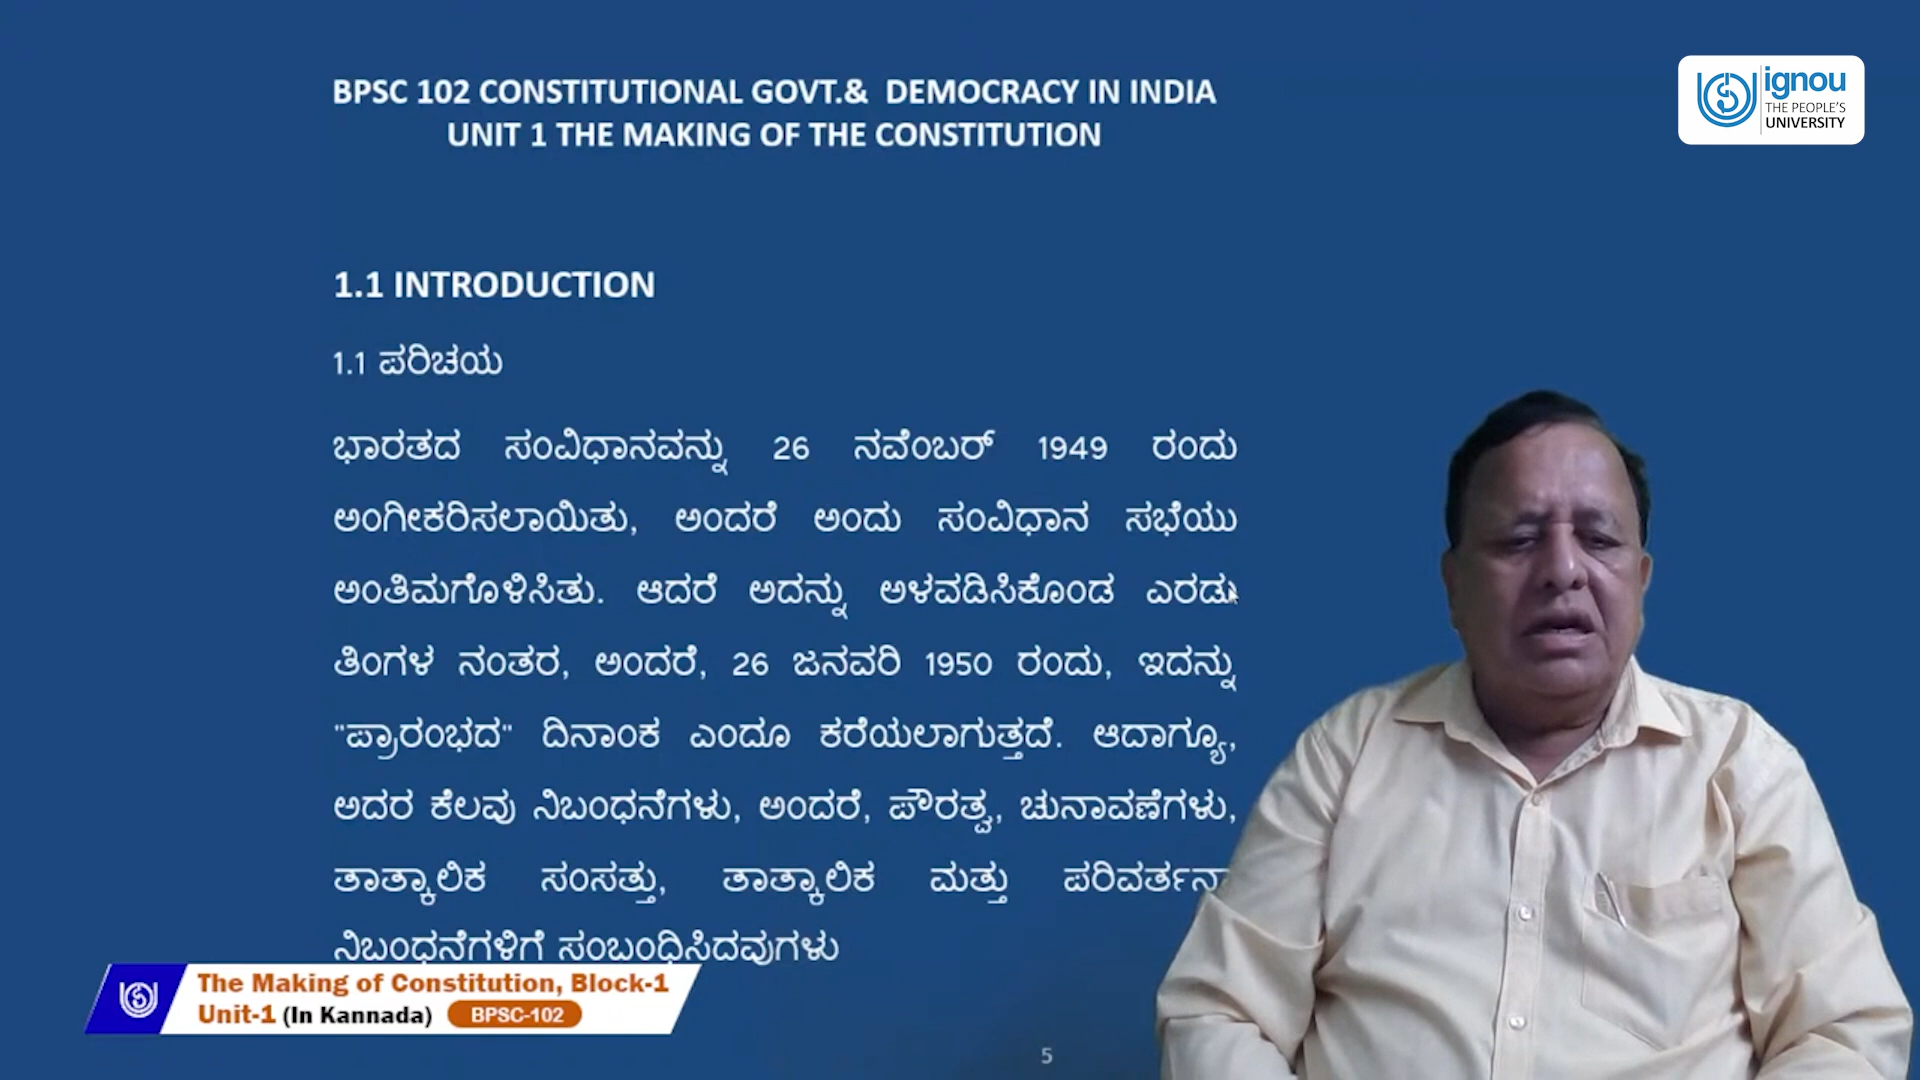 BPSC 102 CONSTITUTIONAL GOVT.& DEMOCRACY IN INDIA
UNIT 1 THE MAKING OF THE CONSTITUTION
ignou
THE PEOPLE'S
UNIVERSITY
1.1 INTRODUCTION
1.1 ಪರಿಚಯ
ಭಾರತದ ಸಂವಿಧಾನವನ್ನು 26 ನವೆಂಬರ್ 1949 ರಂದು
ಅಂಗೀಕರಿಸಲಾಯಿತು, ಅಂದರೆ ಅಂದು ಸಂವಿಧಾನ ಸಭೆಯು
ಅಂತಿಮಗೊಳಿಸಿತು. ಆದರೆ ಅದನ್ನು ಅಳವಡಿಸಿಕೊಂಡ ಎರಡು
ತಿಂಗಳ ನಂತರ, ಅಂದರೆ, 26 ಜನವರಿ 1950 ರಂದು, ಇದನ್ನು
"ಪ್ರಾರಂಭದ" ದಿನಾಂಕ ಎಂದೂ ಕರೆಯಲಾಗುತ್ತದೆ. ಆದಾಗ್ಯೂ,
ಅದರ ಕೆಲವು ನಿಬಂಧನೆಗಳು, ಅಂದರೆ, ಪೌರತ್ವ, ಚುನಾವಣೆಗಳು,
ತಾತ್ಕಾಲಿಕ ಸಂಸತ್ತು, ತಾತ್ಕಾಲಿಕ ಮತ್ತು ಪರಿವರ್ತನಾ
ನಿಬಂಧನೆಗಳಿಗೆ ಸಂಬಂಧಿಸಿದವುಗಳು
The Making of Constitution, Block-1
Unit-1 (In Kannada) BPSC-102
5